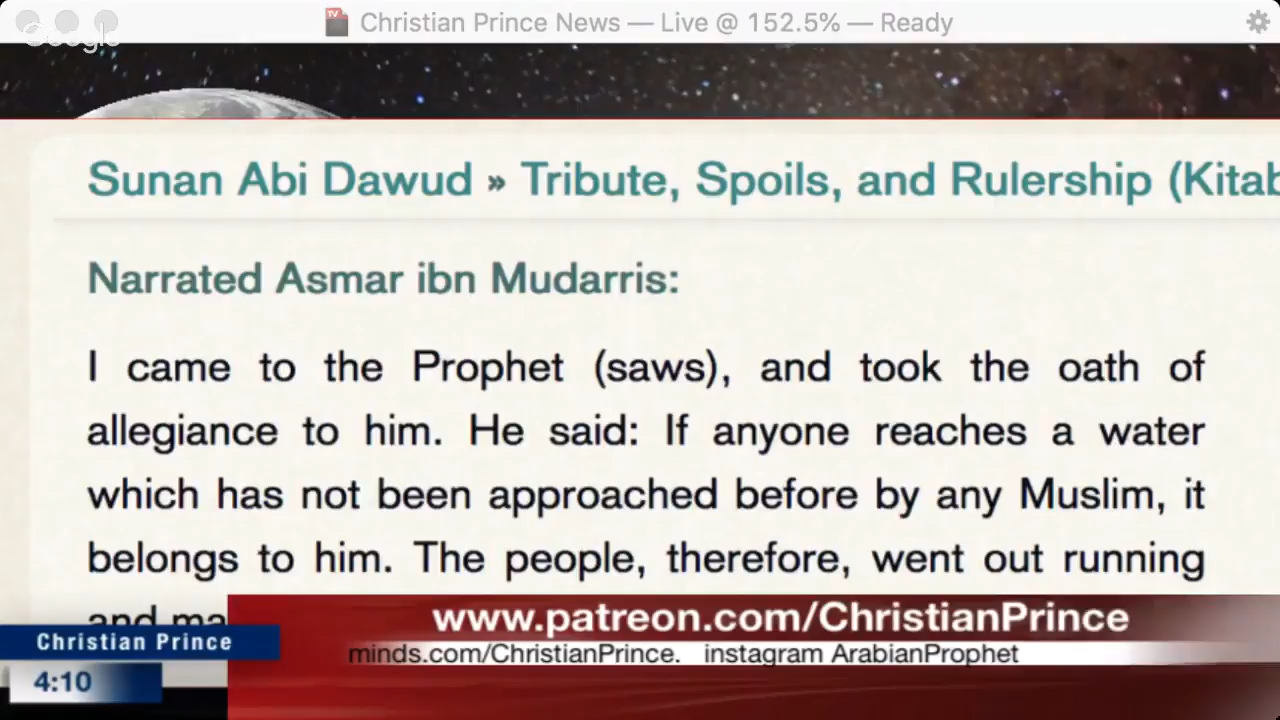 Christian Prince News — Live @ 152.5% — Ready
Google
Sunan Abi Dawud » Tribute, Spoils, and Rulership (Kitab
Narrated Asmar ibn Mudarris:
I came to the Prophet (saws), and took the oath of
allegiance to him. He said: If anyone reaches a water
which has not been approached before by any Muslim, it
belongs to him. The people, therefore, went out running
and ma
www.patreon.com/ChristianPrince
Christian Prince
minds.com/ChristianPrince. instagram ArabianProphet
4:10